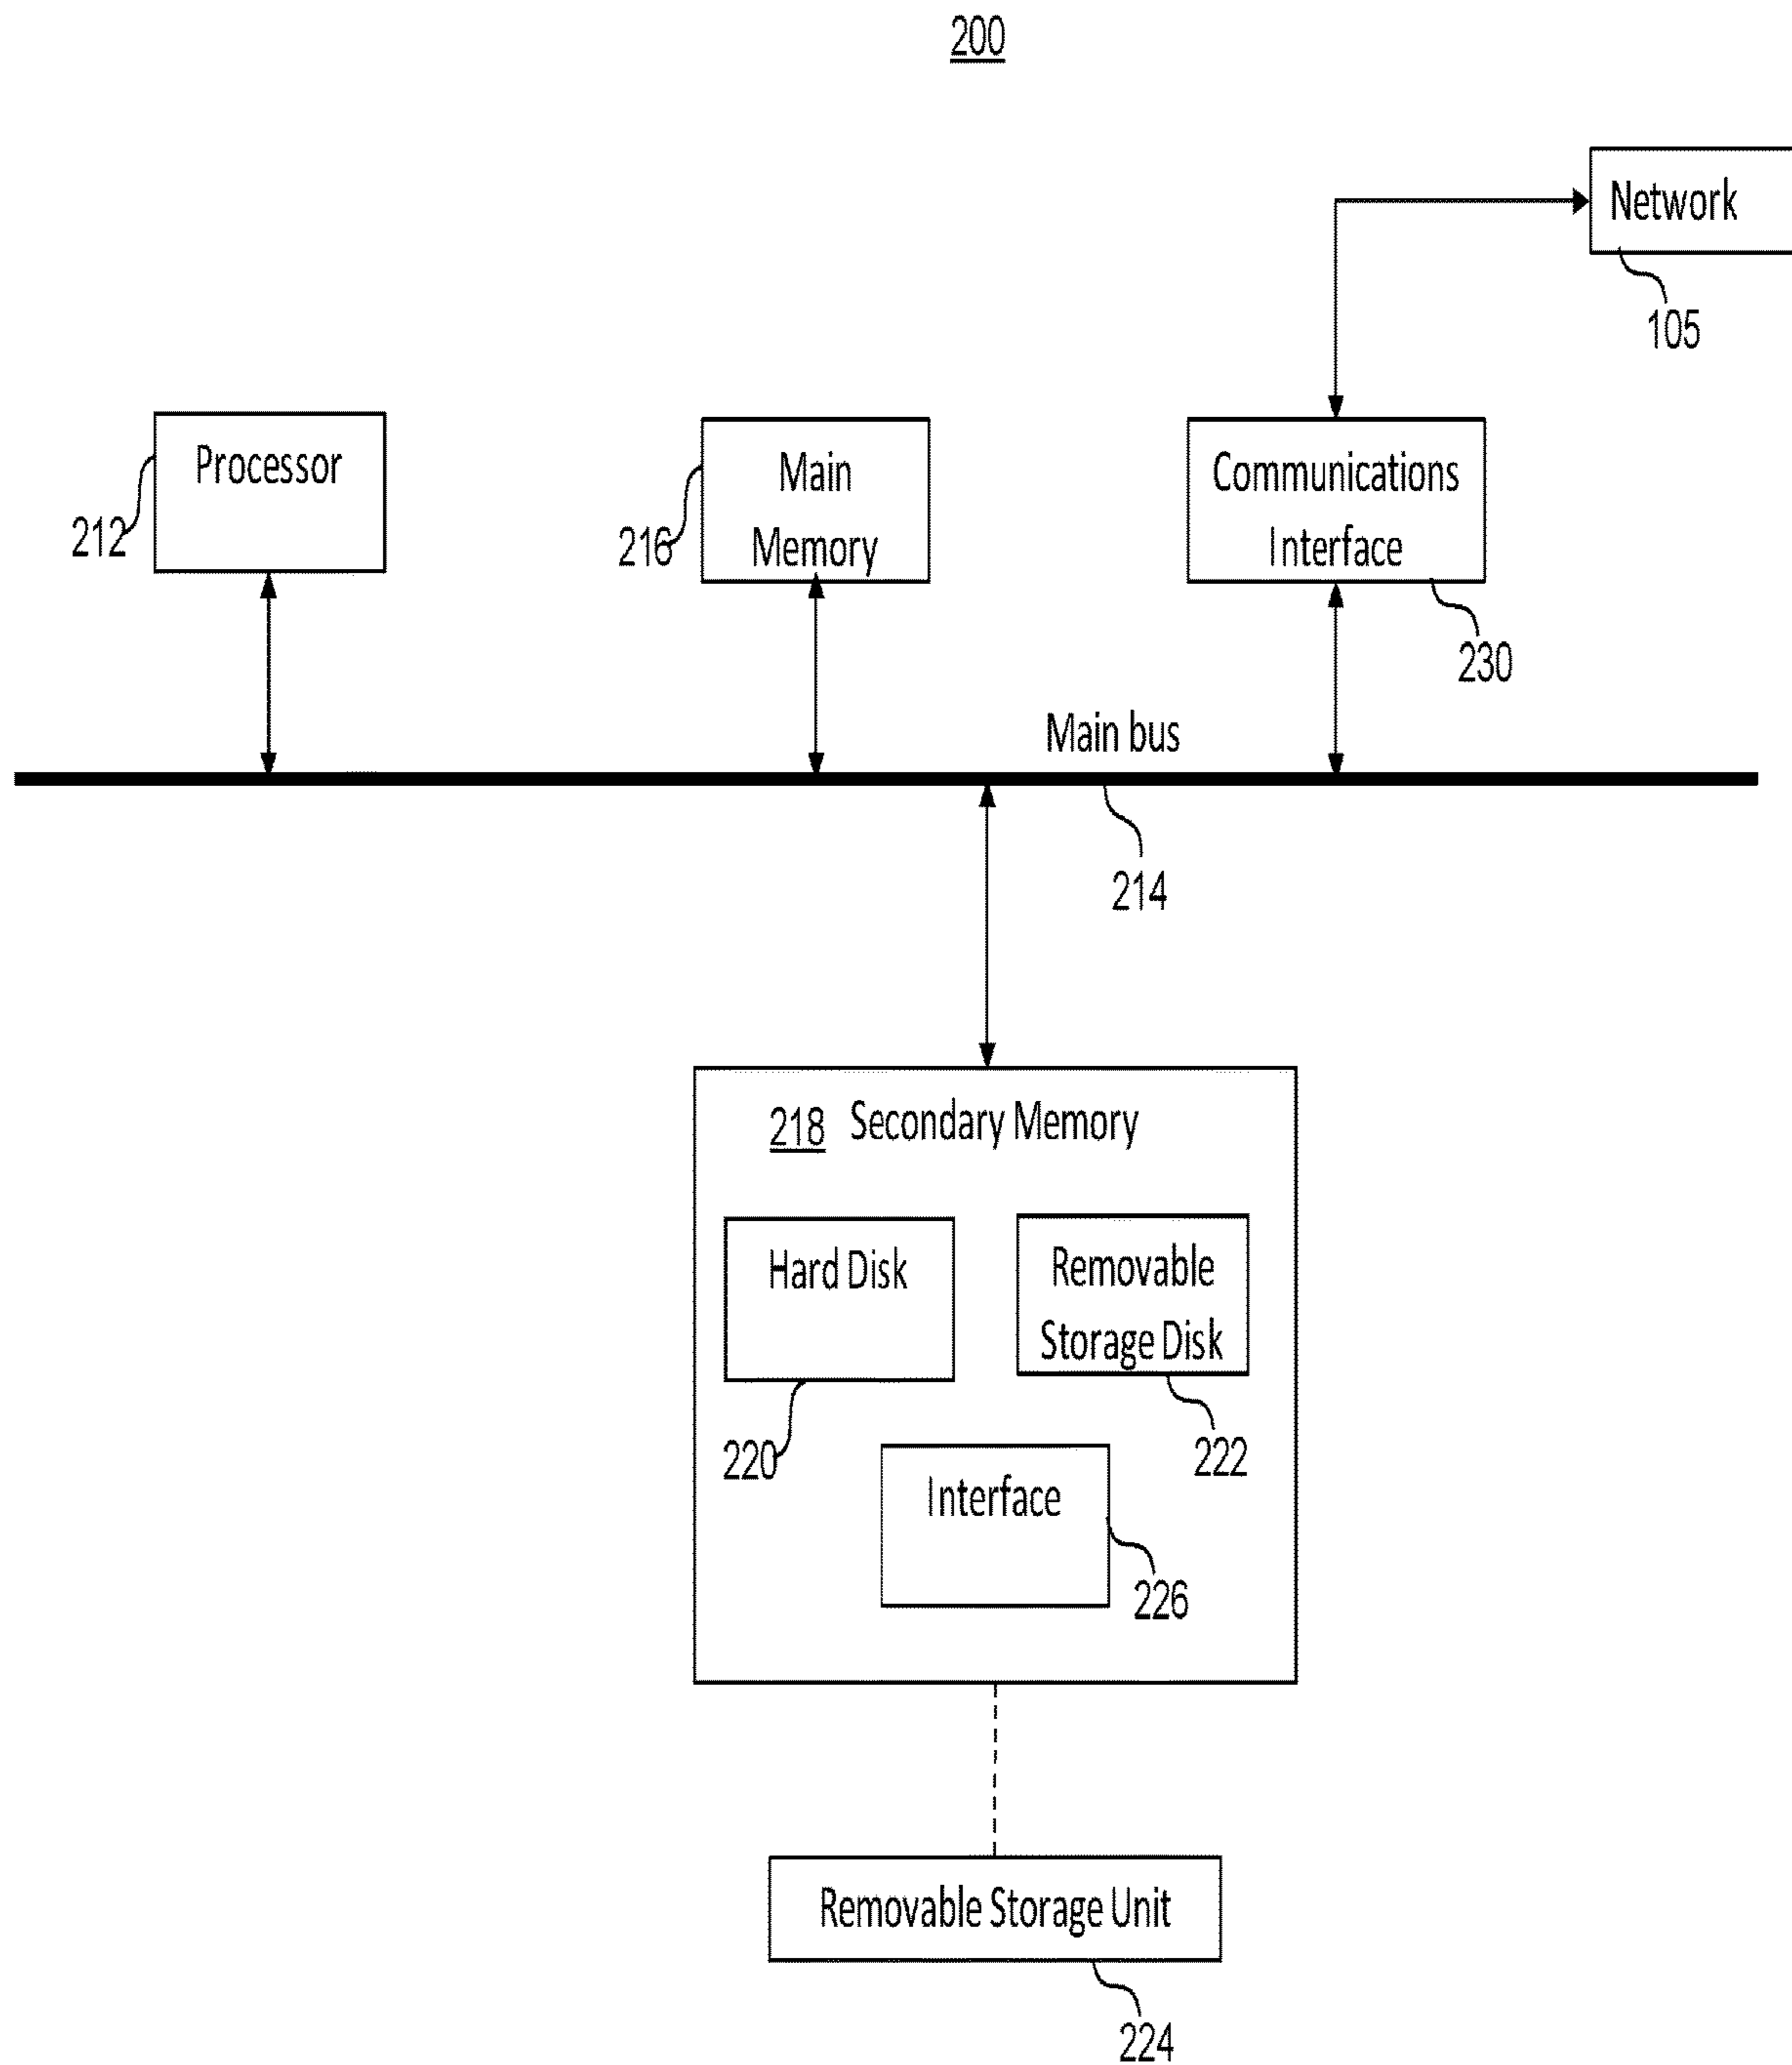 200
Network
105
Processor
212
Main
Memory
216
Communications
Interface
230
Main bus
214
218 Secondary Memory
Hard Disk
220
Removable
Storage Disk
222
Interface
226
Removable Storage Unit
224